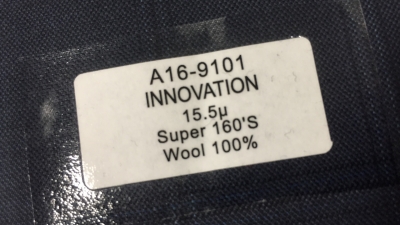 A16-9101
INNOVATION
15.5µ
Super 160'S
Wool 100%